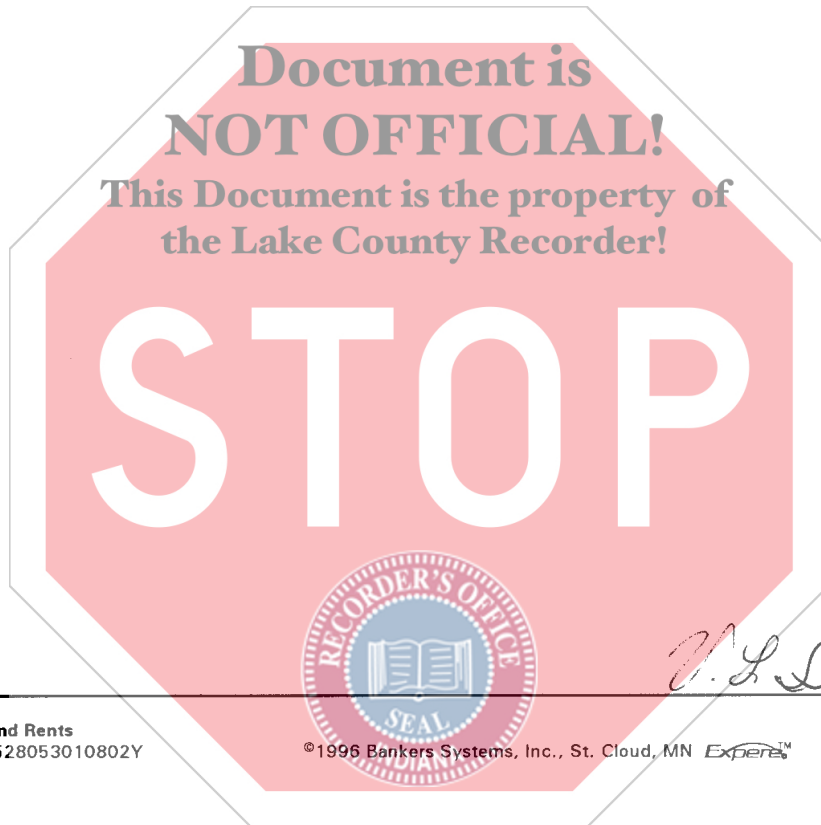 Document is
NOT OFFICIAL!
This Document is the property of
the Lake County Recorder!
STOP
RECORDER'S OFFICE
SEAL
INDIANA
nd Rents
528053010802Y
©1996 Bankers Systems, Inc., St. Cloud, MN Expere™